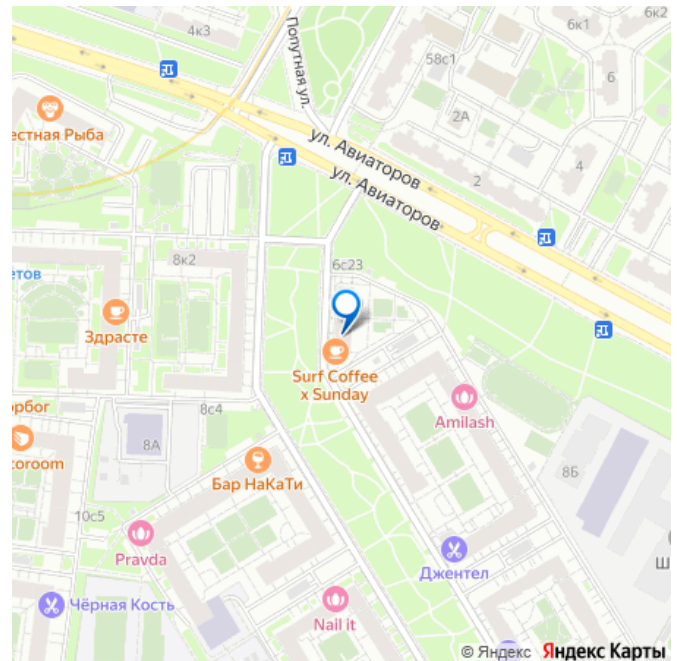 4к3
Попутная ул.
6к1
6к2
58с1
6
1
2А
естная Рыба
ул. Авиаторов
ул. Авиаторов
2
4
8к2
6с23
етов
Здрасте
Surf Coffee
x Sunday
Amilash
орбог
8с4
8А
coroom
Бар НаКаТи
8Б
10с5
Pravda
Джентел
Ш
Чёрная Кость
Nail it
© Яндекс Яндекс Карты